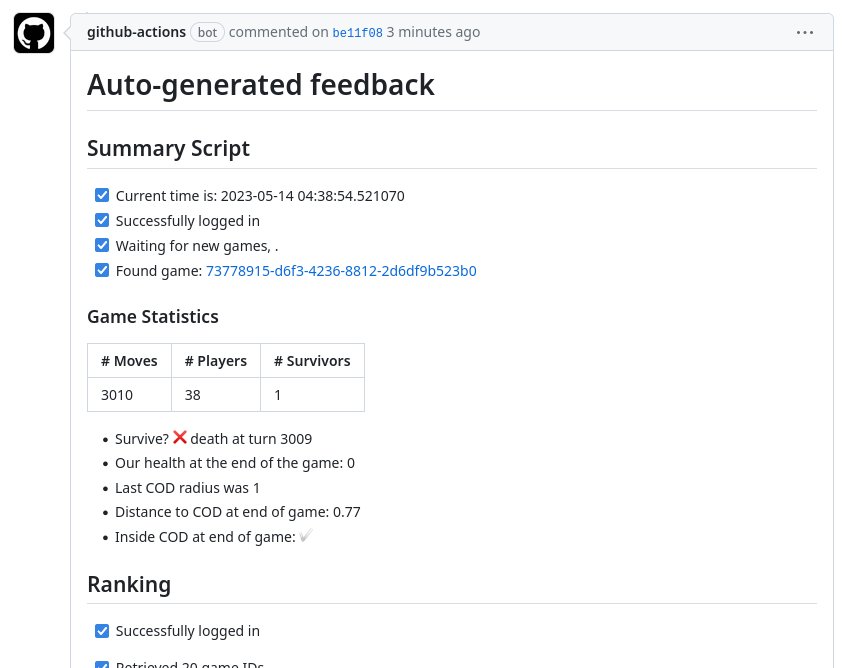 github-actions bot commented on be11f08 3 minutes ago
Auto-generated feedback
Summary Script
Current time is: 2023-05-14 04:38:54.521070
Successfully logged in
Waiting for new games, .
Found game: 73778915-d6f3-4236-8812-2d6df9b523b0
Game Statistics
# Moves # Players # Survivors
3010 38 1
Survive? ❌ death at turn 3009
Our health at the end of the game: 0
Last COD radius was 1
Distance to COD at end of game: 0.77
Inside COD at end of game: ✔
Ranking
Successfully logged in
Retrieved 20 game IDs